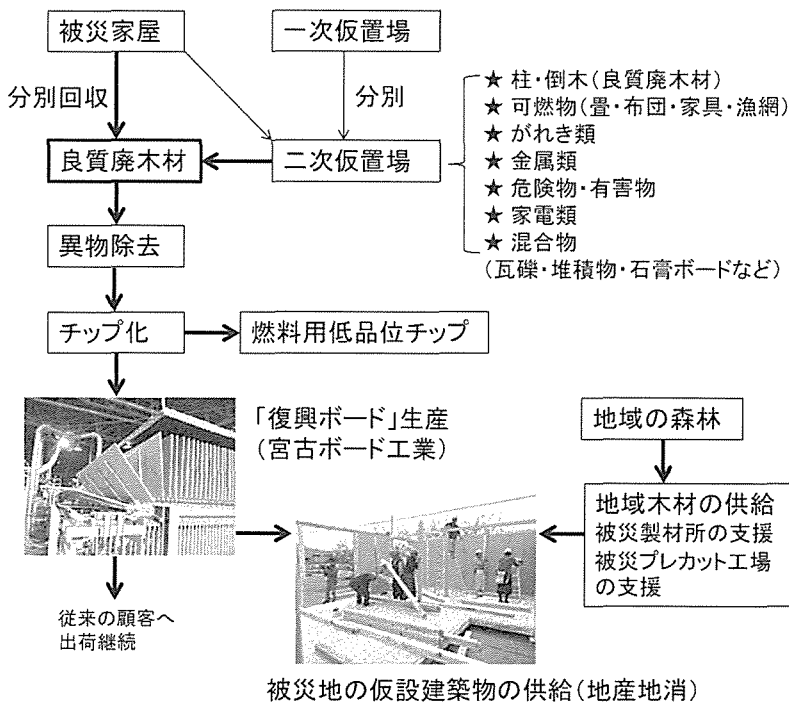 被災家屋
一次仮置場
分別回収
分別
良質廃木材
二次仮置場
★ 柱・倒木(良質廃木材)
★ 可燃物(畳・布団・家具・漁網)
★ がれき類
★ 金属類
★ 危険物・有害物
★ 家電類
★ 混合物
(瓦礫・堆積物・石膏ボードなど)
異物除去
チップ化
燃料用低品位チップ
「復興ボード」生産
(宮古ボード工業)
地域の森林
地域木材の供給
被災製材所の支援
被災プレカット工場
の支援
従来の顧客へ
出荷継続
被災地の仮設建築物の供給(地産地消)